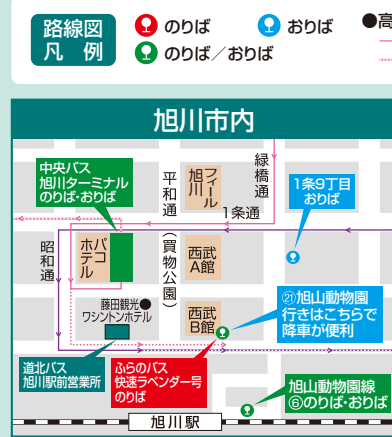 路線図
凡例
のりば
おりば
●高
のりば／おりば
旭川市内
中央バス
旭川ターミナル
のりば・おりば
平和通
フィール
旭川
緑橋通
1条通
1条9丁目
おりば
昭和通
パコ
ホテル
(買物公園)
西武
A館
藤田観光●
ワシントンホテル
西武
B館
㉑旭山動物園
行きはこちらで
降車が便利
道北バス
旭川駅前営業所
ふらのバス
快速ラベンダー号
のりば
旭山動物園線
⑥のりば・おりば
旭川駅